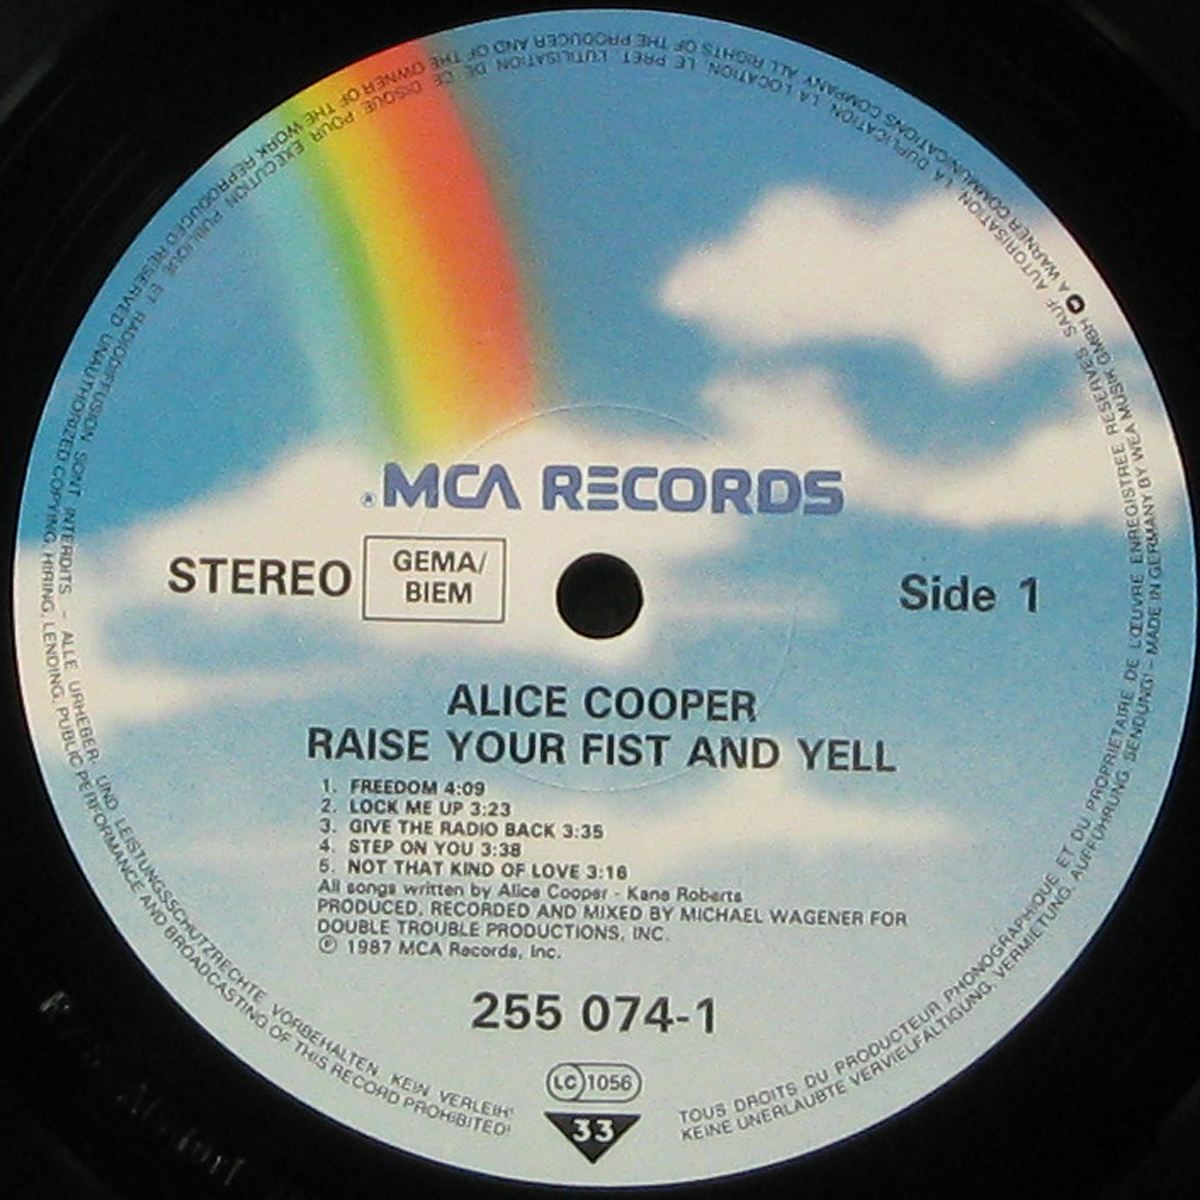 ® MCA RECORDS
STEREO
GEMA/
BIEM
Side 1
ALICE COOPER
RAISE YOUR FIST AND YELL
1. FREEDOM 4:09
2. LOCK ME UP 3:23
3. GIVE THE RADIO BACK 3:35
4. STEP ON YOU 3:38
5. NOT THAT KIND OF LOVE 3:16
All songs written by Alice Cooper - Kane Roberts
PRODUCED, RECORDED AND MIXED BY MICHAEL WAGENER FOR
DOUBLE TROUBLE PRODUCTIONS, INC.
℗ 1987 MCA Records, Inc.
255 074-1
LC 1056
33
TOUS DROITS DU PRODUCTEUR PHONOGRAPHIQUE ET DU PROPRIETAIRE DE L'ŒUVRE ENREGISTREE RESERVES. SAUF AUTORISATION, LA DUPLICATION, LA LOCATION, LE PRET, L'UTILISATION DE CE DISQUE POUR EXECUTION PUBLIQUE ET RADIODIFFUSION SONT INTERDITS – ALLE URHEBER- UND LEISTUNGSSCHUTZRECHTE VORBEHALTEN KEIN VERLEIH!
KEINE UNERLAUBTE VERVIELFÄLTIGUNG, VERMIETUNG, AUFFÜHRUNG, SENDUNG! – MADE IN GERMANY BY WEA MUSIK GMBH A WARNER COMMUNICATIONS COMPANY ALL RIGHTS OF THE PRODUCER AND OF THE OWNER OF THE WORK REPRODUCED RESERVED UNAUTHORIZED COPYING, HIRING, LENDING, PUBLIC PERFORMANCE AND BROADCASTING OF THIS RECORD PROHIBITED!